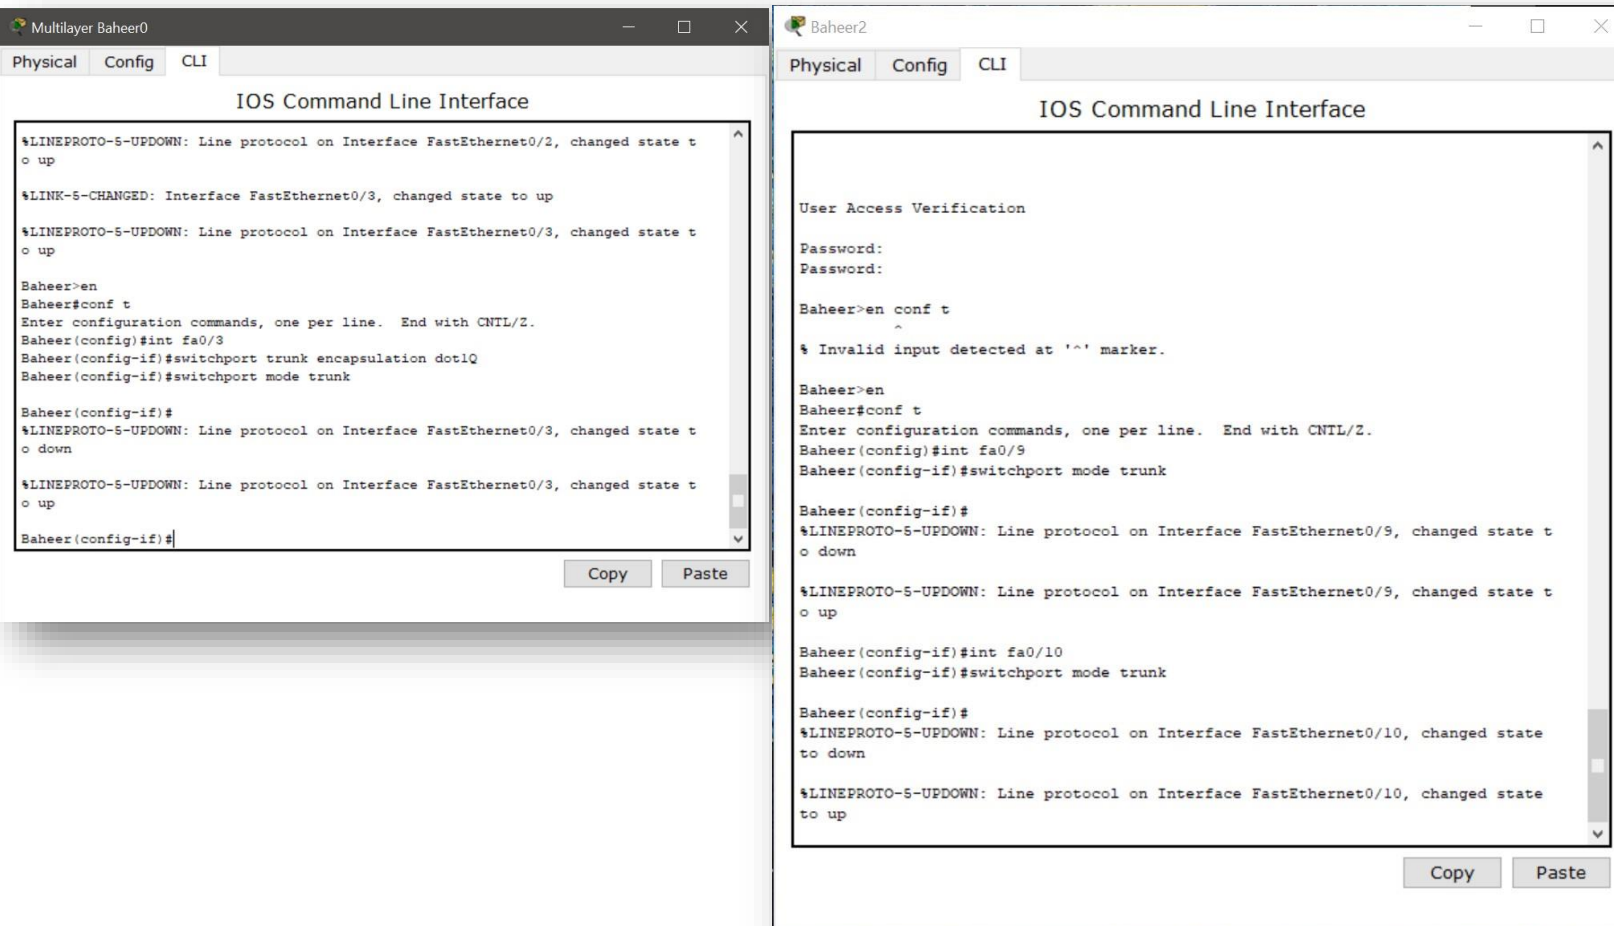 Multilayer Baheer0
Physical Config CLI
IOS Command Line Interface
%LINEPROTO-5-UPDOWN: Line protocol on Interface FastEthernet0/2, changed state t
o up
%LINK-5-CHANGED: Interface FastEthernet0/3, changed state to up
%LINEPROTO-5-UPDOWN: Line protocol on Interface FastEthernet0/3, changed state t
o up
Baheer>en
Baheer#conf t
Enter configuration commands, one per line.  End with CNTL/Z.
Baheer(config)#int fa0/3
Baheer(config-if)#switchport trunk encapsulation dot1Q
Baheer(config-if)#switchport mode trunk
Baheer(config-if)#
%LINEPROTO-5-UPDOWN: Line protocol on Interface FastEthernet0/3, changed state t
o down
%LINEPROTO-5-UPDOWN: Line protocol on Interface FastEthernet0/3, changed state t
o up
Baheer(config-if)#
Copy Paste
Baheer2
Physical Config CLI
IOS Command Line Interface
User Access Verification
Password:
Password:
Baheer>en conf t
^
% Invalid input detected at '^' marker.
Baheer>en
Baheer#conf t
Enter configuration commands, one per line.  End with CNTL/Z.
Baheer(config)#int fa0/9
Baheer(config-if)#switchport mode trunk
Baheer(config-if)#
%LINEPROTO-5-UPDOWN: Line protocol on Interface FastEthernet0/9, changed state t
o down
%LINEPROTO-5-UPDOWN: Line protocol on Interface FastEthernet0/9, changed state t
o up
Baheer(config-if)#int fa0/10
Baheer(config-if)#switchport mode trunk
Baheer(config-if)#
%LINEPROTO-5-UPDOWN: Line protocol on Interface FastEthernet0/10, changed state
to down
%LINEPROTO-5-UPDOWN: Line protocol on Interface FastEthernet0/10, changed state
to up
Copy Paste